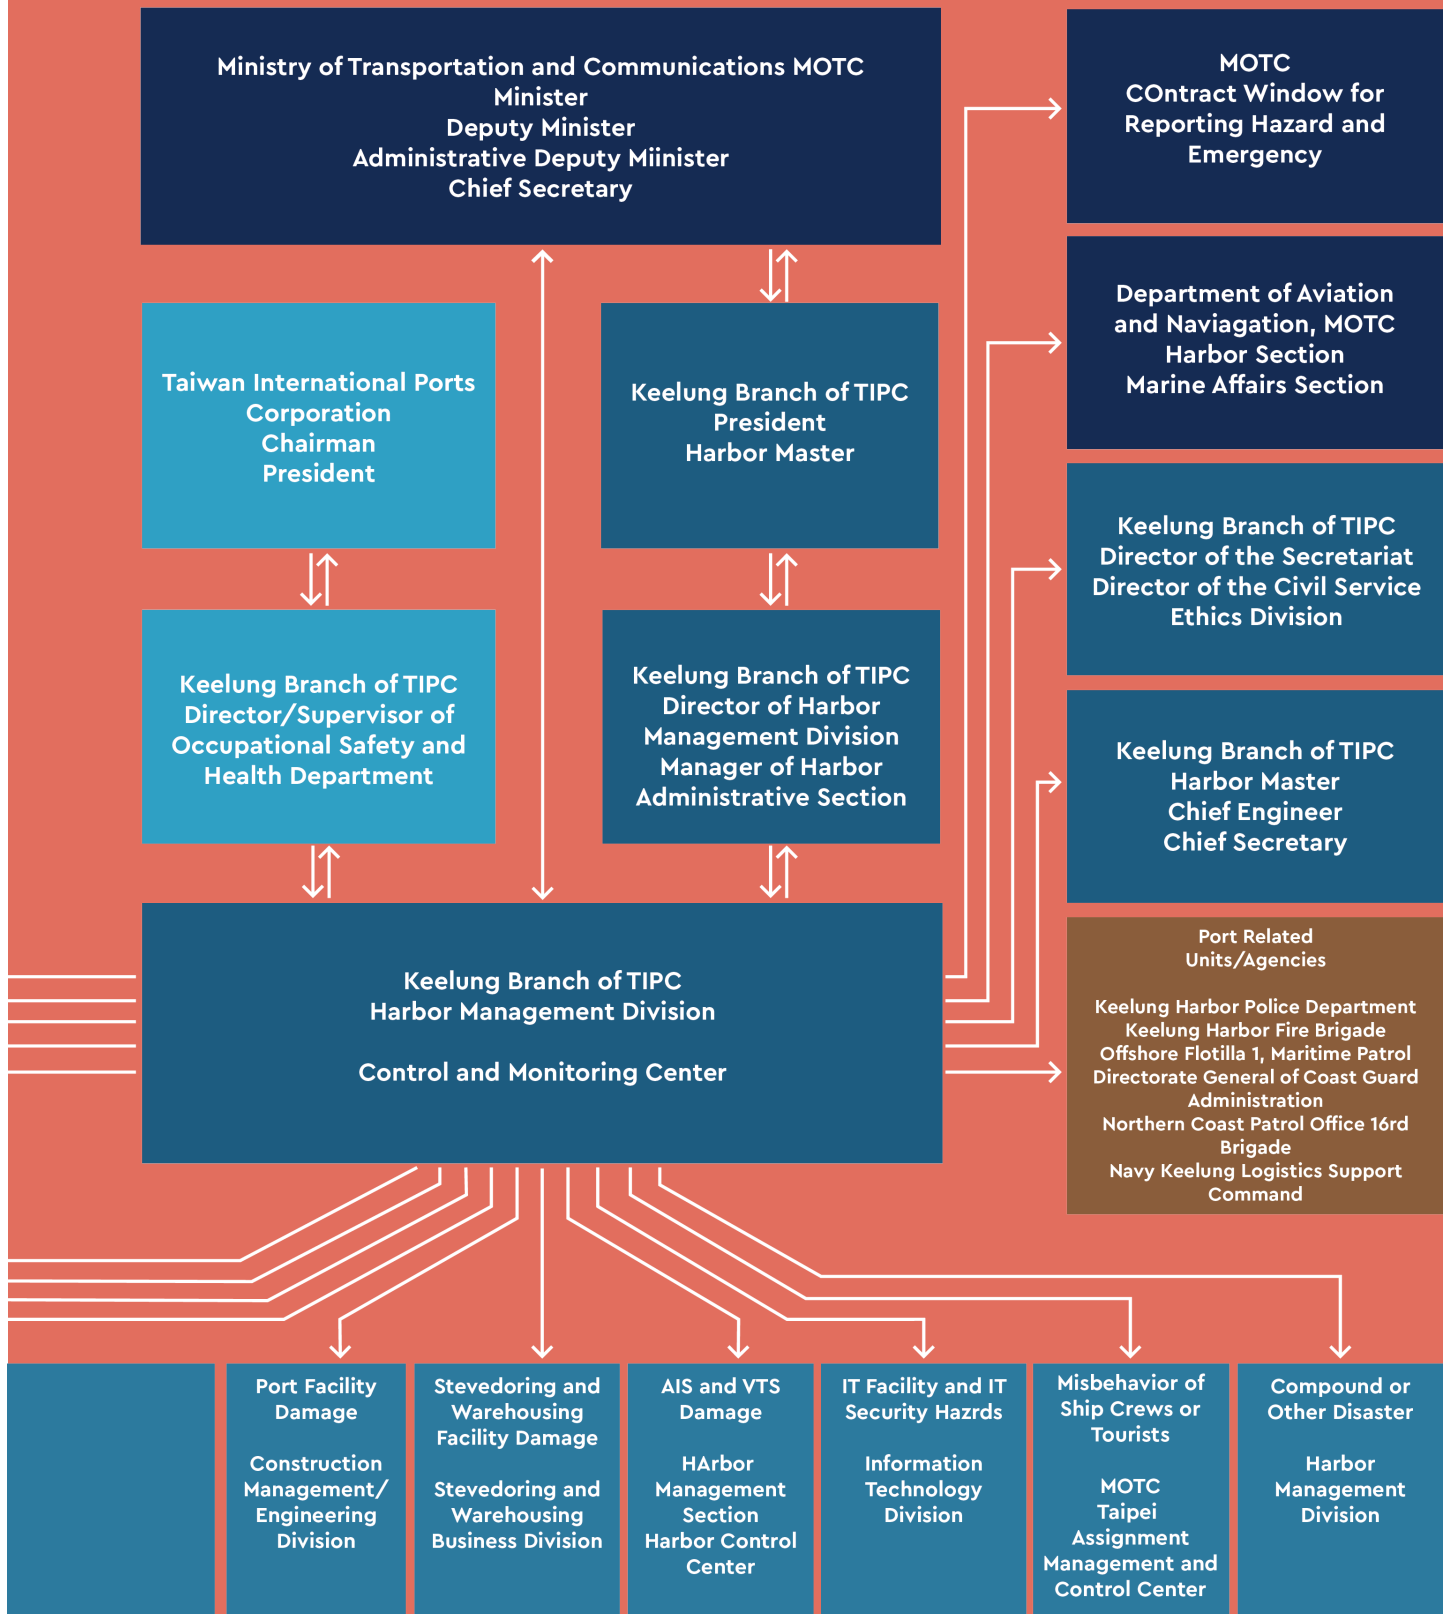 Ministry of Transportation and Communications MOTC
Minister
Deputy Minister
Administrative Deputy Miinister
Chief Secretary
MOTC
COntract Window for
Reporting Hazard and
Emergency
Department of Aviation
and Naviagation, MOTC
Harbor Section
Marine Affairs Section
Taiwan International Ports
Corporation
Chairman
President
Keelung Branch of TIPC
President
Harbor Master
Keelung Branch of TIPC
Director of the Secretariat
Director of the Civil Service
Ethics Division
Keelung Branch of TIPC
Director/Supervisor of
Occupational Safety and
Health Department
Keelung Branch of TIPC
Director of Harbor
Management Division
Manager of Harbor
Administrative Section
Keelung Branch of TIPC
Harbor Master
Chief Engineer
Chief Secretary
Keelung Branch of TIPC
Harbor Management Division
Control and Monitoring Center
Port Related
Units/Agencies
Keelung Harbor Police Department
Keelung Harbor Fire Brigade
Offshore Flotilla 1, Maritime Patrol
Directorate General of Coast Guard
Administration
Northern Coast Patrol Office 16rd
Brigade
Navy Keelung Logistics Support
Command
Port Facility
Damage
Construction
Management/
Engineering
Division
Stevedoring and
Warehousing
Facility Damage
Stevedoring and
Warehousing
Business Division
AIS and VTS
Damage
HArbor
Management
Section
Harbor Control
Center
IT Facility and IT
Security Hazrds
Information
Technology
Division
Misbehavior of
Ship Crews or
Tourists
MOTC
Taipei
Assignment
Management and
Control Center
Compound or
Other Disaster
Harbor
Management
Division